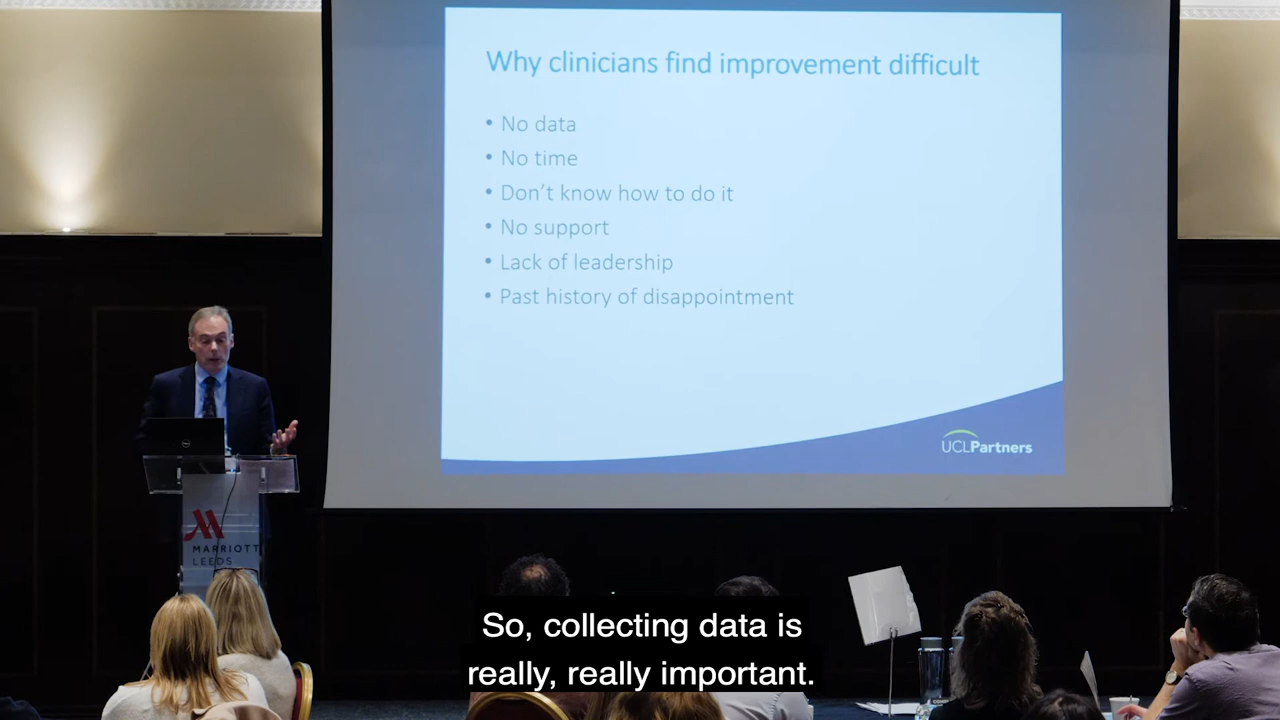 Why clinicians find improvement difficult
• No data
• No time
• Don’t know how to do it
• No support
• Lack of leadership
• Past history of disappointment
UCLPartners
DELL
MARRIOTT
LEEDS
So, collecting data is
really, really important.